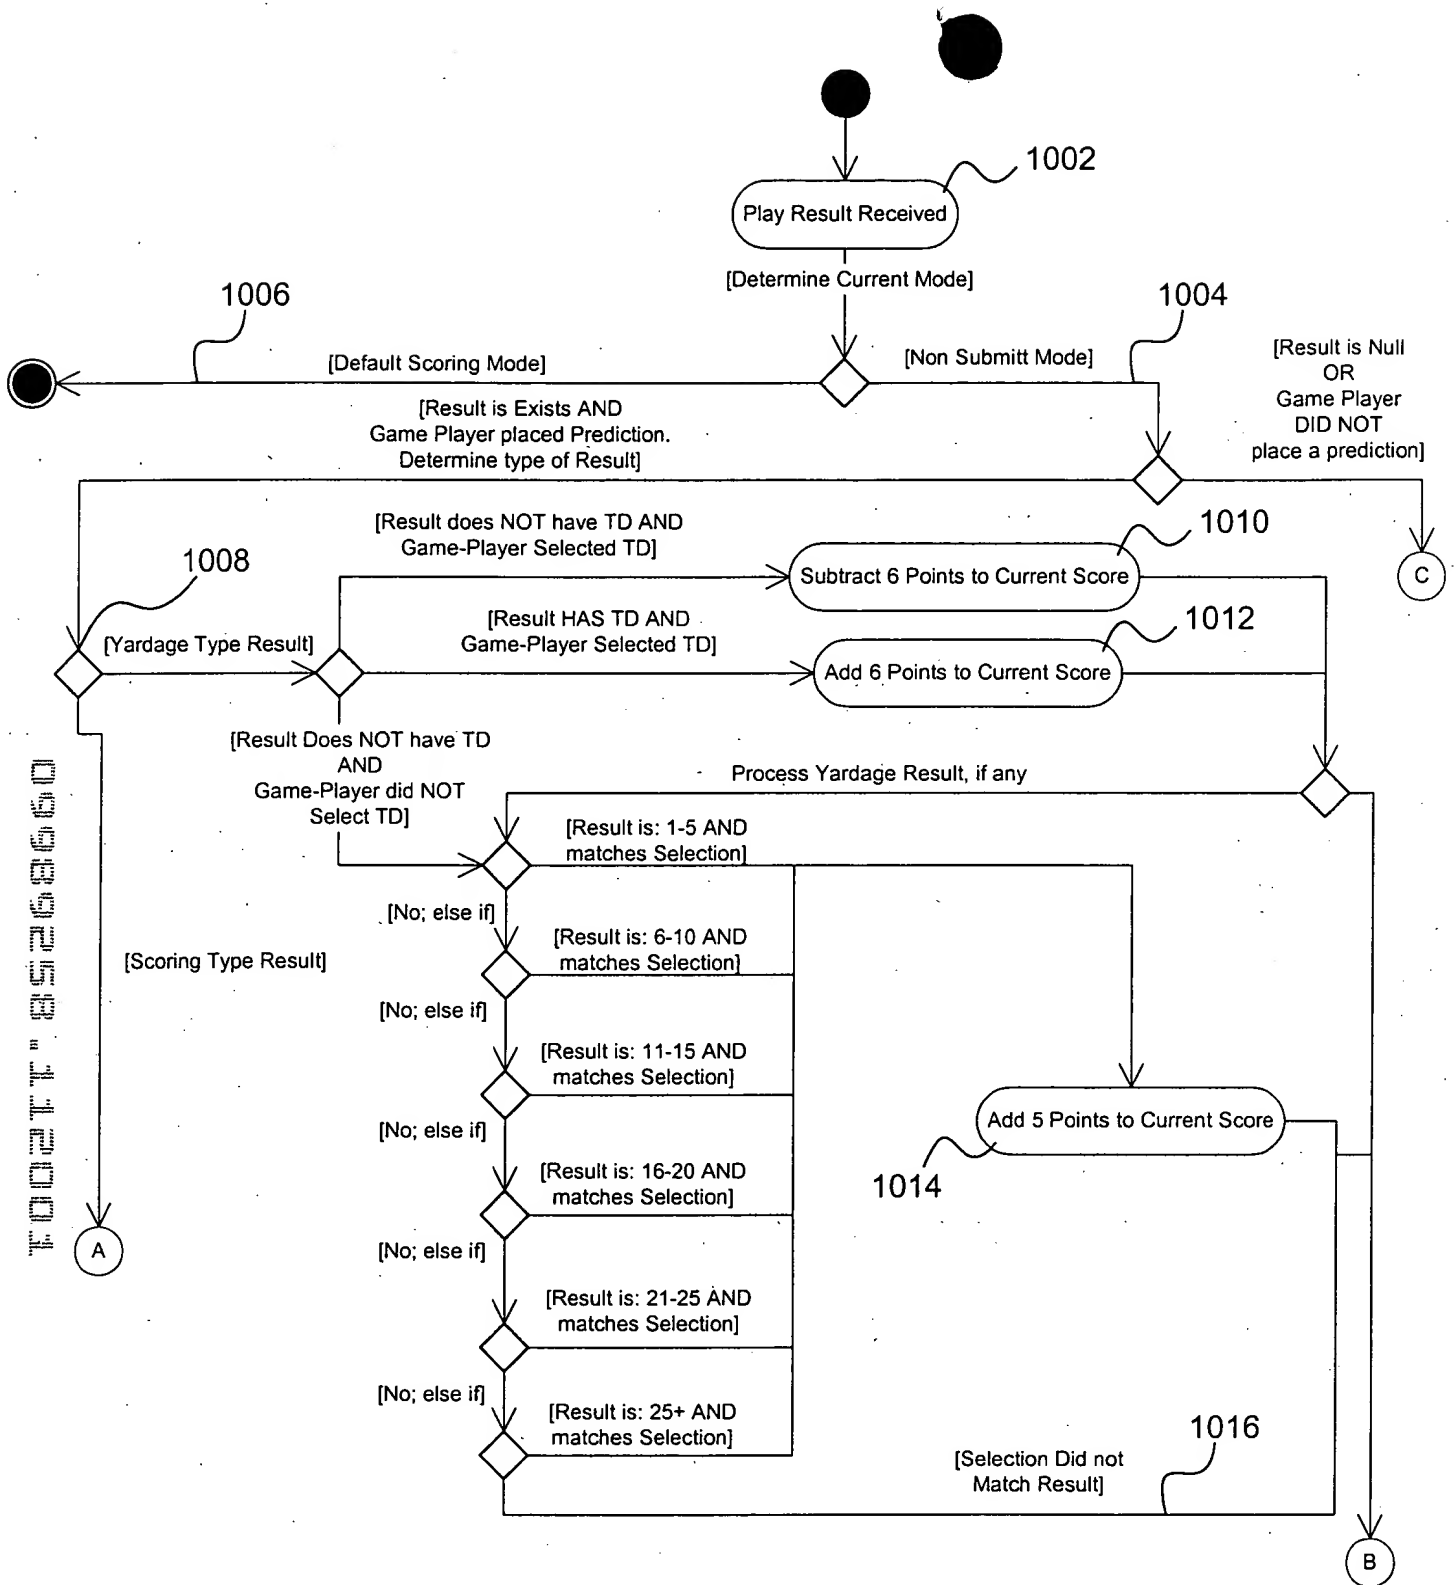 1002
Play Result Received
[Determine Current Mode]
1006
1004
[Default Scoring Mode]
[Non Submitt Mode]
[Result is Null
OR
Game Player
DID NOT
place a prediction]
[Result is Exists AND
Game Player placed Prediction.
Determine type of Result]
[Result does NOT have TD AND
Game-Player Selected TD]
1010
Subtract 6 Points to Current Score
C
1008
[Yardage Type Result]
[Result HAS TD AND
Game-Player Selected TD]
1012
Add 6 Points to Current Score
[Result Does NOT have TD
AND
Game-Player did NOT
Select TD]
Process Yardage Result, if any
[Result is: 1-5 AND
matches Selection]
[No; else if]
[Scoring Type Result]
[Result is: 6-10 AND
matches Selection]
[No; else if]
[Result is: 11-15 AND
matches Selection]
[No; else if]
Add 5 Points to Current Score
1014
[Result is: 16-20 AND
matches Selection]
[No; else if]
A
[Result is: 21-25 AND
matches Selection]
[No; else if]
[Result is: 25+ AND
matches Selection]
1016
[Selection Did not
Match Result]
B
09989258.112001